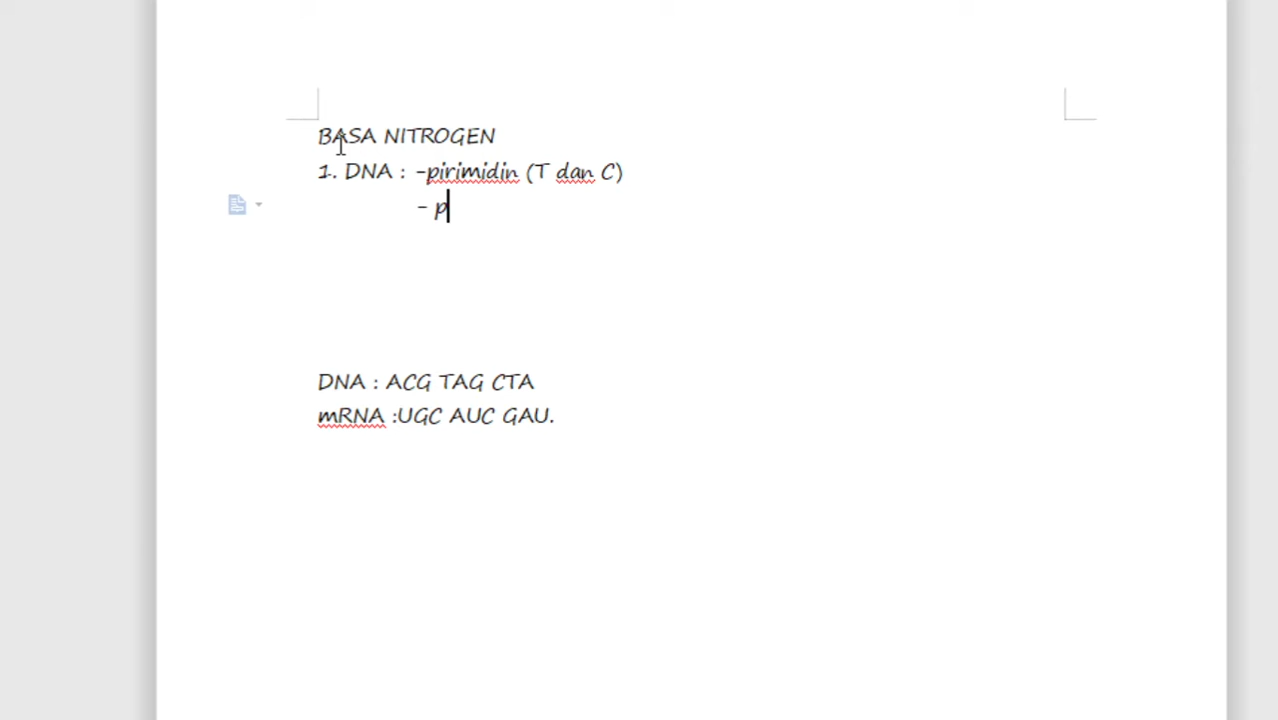 BASA NITROGEN
1. DNA : -pirimidin (T dan C)
- p
DNA : ACG TAG CTA
mRNA :UGC AUC GAU.